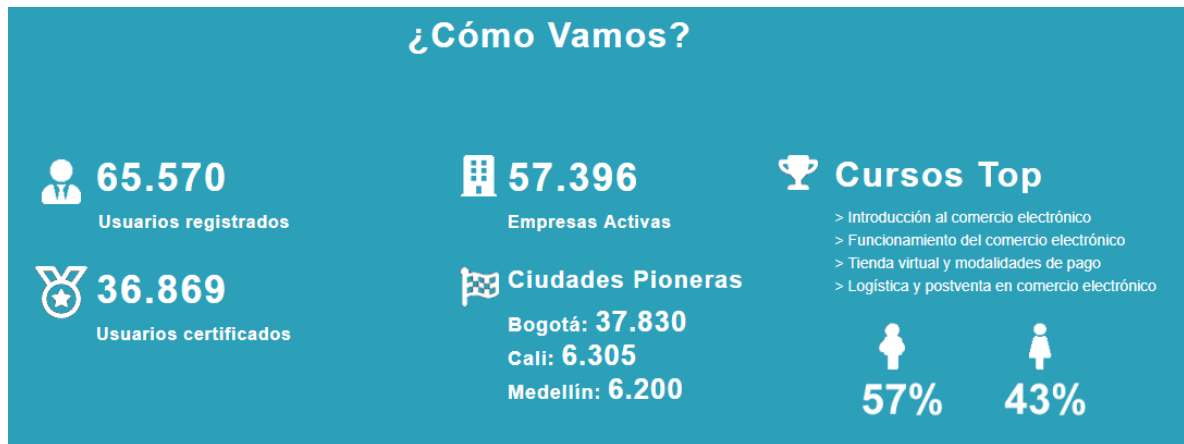 ¿Cómo Vamos?
65.570
Usuarios registrados
36.869
Usuarios certificados
57.396
Empresas Activas
Ciudades Pioneras
Bogotá: 37.830
Cali: 6.305
Medellín: 6.200
Cursos Top
> Introducción al comercio electrónico
> Funcionamiento del comercio electrónico
> Tienda virtual y modalidades de pago
> Logística y postventa en comercio electrónico
57% 43%